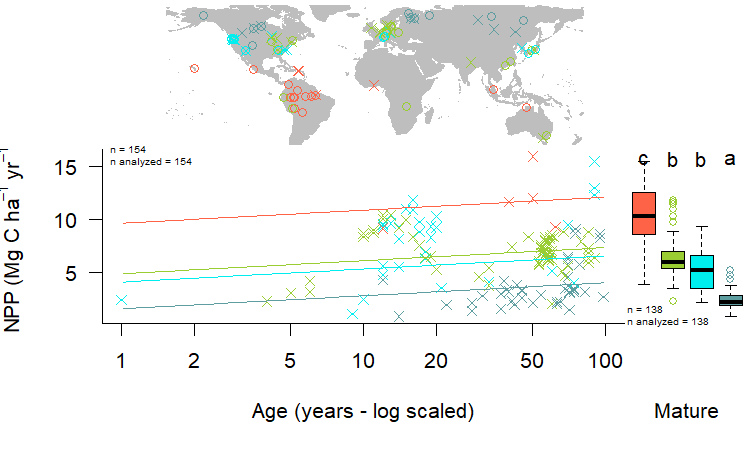 n = 154
n analyzed = 154
c b b a
NPP (Mg C ha⁻¹ yr⁻¹)
15
10
5
n = 138
n analyzed = 138
1 2 5 10 20 50 100
Age (years - log scaled)
Mature